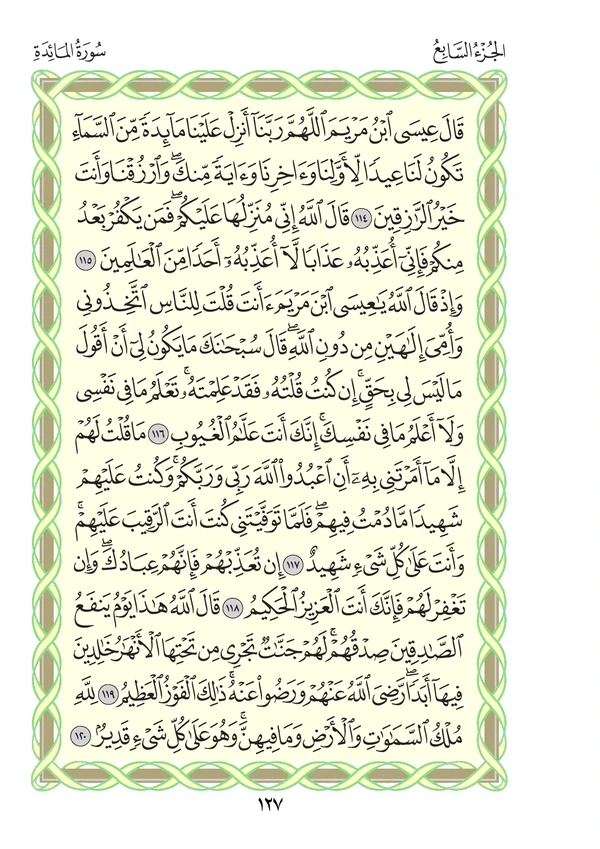 الجُزْءُ السَّابِعُ
سُورَةُ المَائِدَةِ
قَالَ عِيسَى ٱبْنُ مَرْيَمَ ٱللَّهُمَّ رَبَّنَآ أَنزِلْ عَلَيْنَا مَآئِدَةً مِّنَ ٱلسَّمَآءِ
تَكُونُ لَنَا عِيدًا لِّأَوَّلِنَا وَءَاخِرِنَا وَءَايَةً مِّنكَۖ وَٱرْزُقْنَا وَأَنتَ
خَيْرُ ٱلرَّٰزِقِينَ ١١٤ قَالَ ٱللَّهُ إِنِّي مُنَزِّلُهَا عَلَيْكُمْۖ فَمَن يَكْفُرْ بَعْدُ
مِنكُمْ فَإِنِّيٓ أُعَذِّبُهُۥ عَذَابًا لَّآ أُعَذِّبُهُۥٓ أَحَدًا مِّنَ ٱلْعَٰلَمِينَ ١١٥
وَإِذْ قَالَ ٱللَّهُ يَٰعِيسَى ٱبْنَ مَرْيَمَ ءَأَنتَ قُلْتَ لِلنَّاسِ ٱتَّخِذُونِي
وَأُمِّيَ إِلَٰهَيْنِ مِن دُونِ ٱللَّهِۖ قَالَ سُبْحَٰنَكَ مَا يَكُونُ لِيٓ أَنْ أَقُولَ
مَا لَيْسَ لِي بِحَقٍّۚ إِن كُنتُ قُلْتُهُۥ فَقَدْ عَلِمْتَهُۥۚ تَعْلَمُ مَا فِي نَفْسِي
وَلَآ أَعْلَمُ مَا فِي نَفْسِكَۚ إِنَّكَ أَنتَ عَلَّٰمُ ٱلْغُيُوبِ ١١٦ مَا قُلْتُ لَهُمْ
إِلَّا مَآ أَمَرْتَنِي بِهِۦٓ أَنِ ٱعْبُدُوا۟ ٱللَّهَ رَبِّي وَرَبَّكُمْۚ وَكُنتُ عَلَيْهِمْ
شَهِيدًا مَّا دُمْتُ فِيهِمْۖ فَلَمَّا تَوَفَّيْتَنِي كُنتَ أَنتَ ٱلرَّقِيبَ عَلَيْهِمْۚ
وَأَنتَ عَلَىٰ كُلِّ شَيْءٍ شَهِيدٌ ١١٧ إِن تُعَذِّبْهُمْ فَإِنَّهُمْ عِبَادُكَۖ وَإِن
تَغْفِرْ لَهُمْ فَإِنَّكَ أَنتَ ٱلْعَزِيزُ ٱلْحَكِيمُ ١١٨ قَالَ ٱللَّهُ هَٰذَا يَوْمُ يَنفَعُ
ٱلصَّٰدِقِينَ صِدْقُهُمْۚ لَهُمْ جَنَّٰتٌ تَجْرِي مِن تَحْتِهَا ٱلْأَنْهَٰرُ خَٰلِدِينَ
فِيهَآ أَبَدًاۚ رَّضِيَ ٱللَّهُ عَنْهُمْ وَرَضُوا۟ عَنْهُۚ ذَٰلِكَ ٱلْفَوْزُ ٱلْعَظِيمُ ١١٩ لِلَّهِ
مُلْكُ ٱلسَّمَٰوَٰتِ وَٱلْأَرْضِ وَمَا فِيهِنَّۚ وَهُوَ عَلَىٰ كُلِّ شَيْءٍ قَدِيرٌۢ ١٢٠
١٢٧